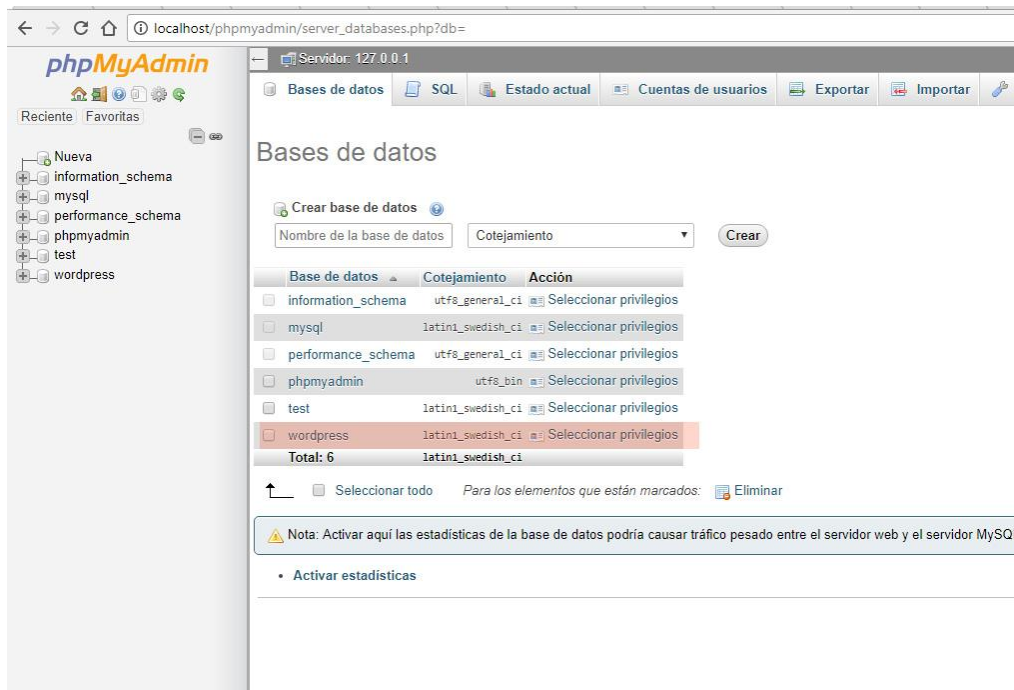 localhost/phpmyadmin/server_databases.php?db=
phpMyAdmin
Reciente Favoritas
Nueva
information_schema
mysql
performance_schema
phpmyadmin
test
wordpress
Servidor: 127.0.0.1
Bases de datos SQL Estado actual Cuentas de usuarios Exportar Importar
Bases de datos
Crear base de datos
Nombre de la base de datos Cotejamiento Crear
Base de datos Cotejamiento Acción
information_schema utf8_general_ci Seleccionar privilegios
mysql latin1_swedish_ci Seleccionar privilegios
performance_schema utf8_general_ci Seleccionar privilegios
phpmyadmin utf8_bin Seleccionar privilegios
test latin1_swedish_ci Seleccionar privilegios
wordpress latin1_swedish_ci Seleccionar privilegios
Total: 6 latin1_swedish_ci
Seleccionar todo Para los elementos que están marcados: Eliminar
Nota: Activar aquí las estadísticas de la base de datos podría causar tráfico pesado entre el servidor web y el servidor MySQ
• Activar estadísticas